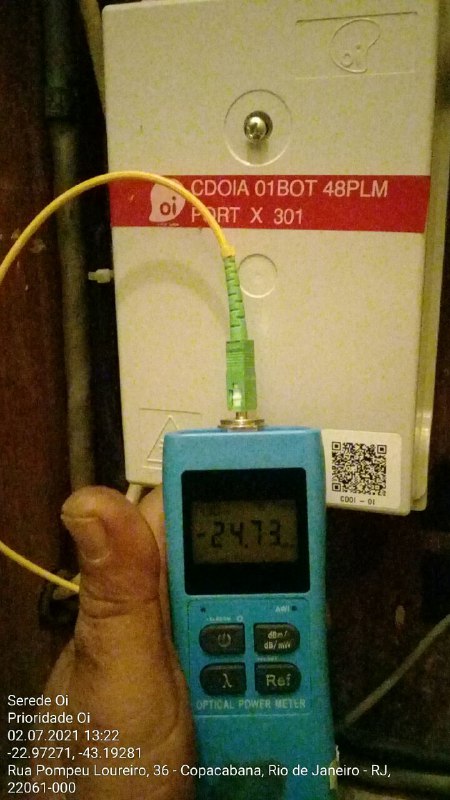 oi
CDOIA 01BOT 48PLM
PORT X 301
CDOI - OI
-24.73
dBm/
dB/mW
λ
Ref
OPTICAL POWER METER
Serede Oi
Prioridade Oi
02.07.2021 13:22
-22.97271, -43.19281
Rua Pompeu Loureiro, 36 - Copacabana, Rio de Janeiro - RJ,
22061-000